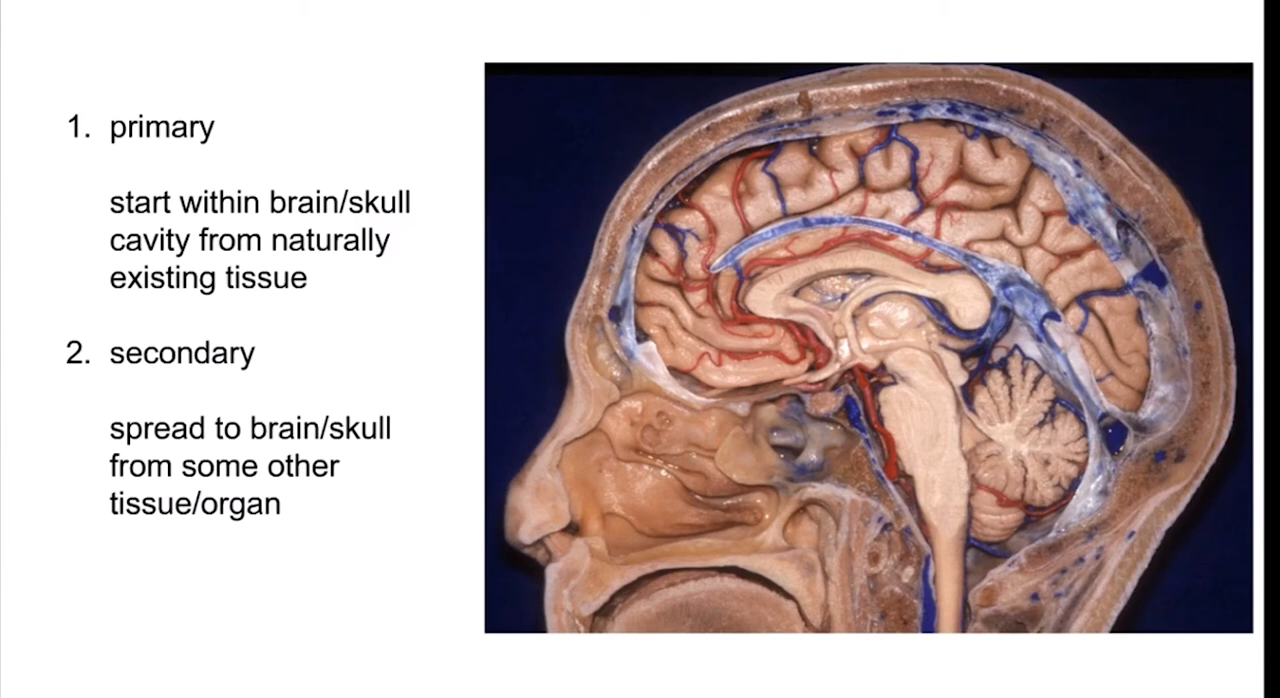 1. primary
start within brain/skull
cavity from naturally
existing tissue
2. secondary
spread to brain/skull
from some other
tissue/organ